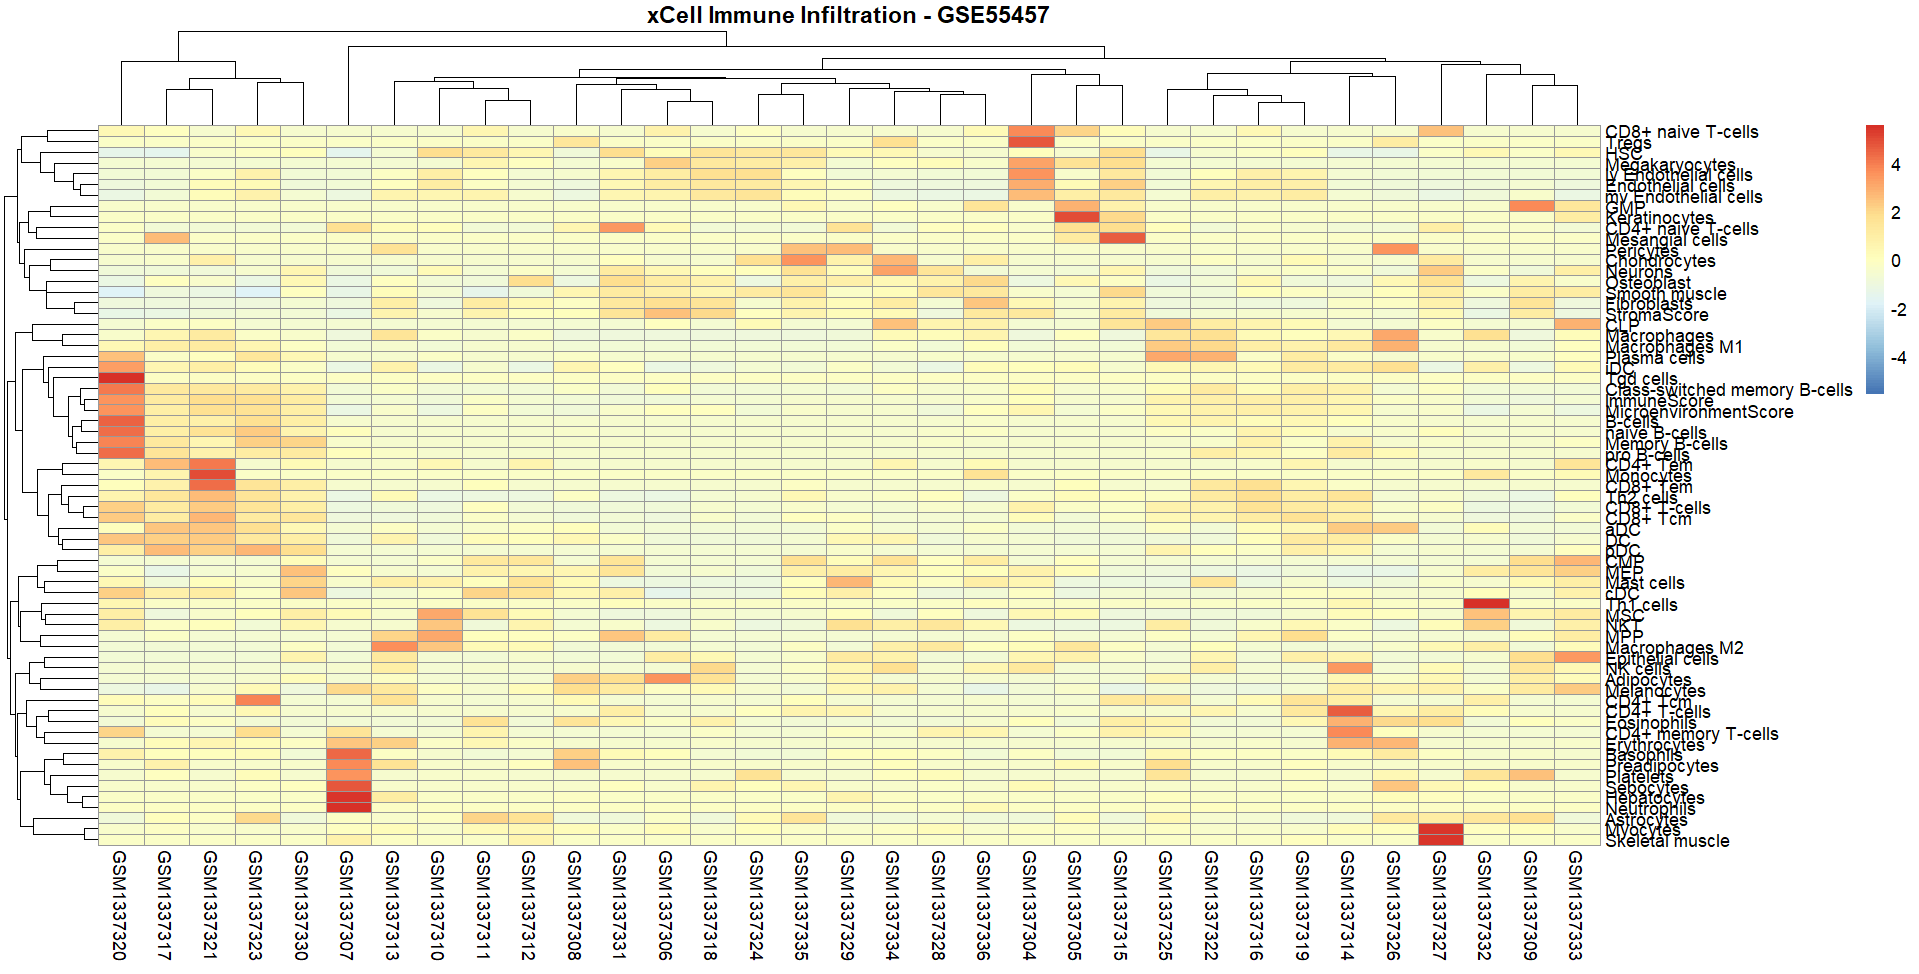 xCell Immune Infiltration - GSE55457
CD8+ naive T-cells
Tregs
HSC
Megakaryocytes
ly Endothelial cells
Endothelial cells
mv Endothelial cells
GMP
Keratinocytes
CD4+ naive T-cells
Mesangial cells
Pericytes
Chondrocytes
Neurons
Osteoblast
Smooth muscle
Fibroblasts
StromaScore
CLP
Macrophages
Macrophages M1
Plasma cells
iDC
Tgd cells
Class-switched memory B-cells
ImmuneScore
MicroenvironmentScore
B-cells
naive B-cells
Memory B-cells
pro B-cells
CD4+ Tem
Monocytes
CD8+ Tem
Th2 cells
CD8+ T-cells
CD8+ Tcm
aDC
DC
pDC
CMP
MEP
Mast cells
cDC
Th1 cells
MSC
NKT
MPP
Macrophages M2
Epithelial cells
NK cells
Adipocytes
Melanocytes
CD4+ Tcm
CD4+ T-cells
Eosinophils
CD4+ memory T-cells
Erythrocytes
Basophils
Preadipocytes
Platelets
Sebocytes
Hepatocytes
Neutrophils
Astrocytes
Myocytes
Skeletal muscle
4
2
0
-2
-4
GSM1337320
GSM1337317
GSM1337321
GSM1337323
GSM1337330
GSM1337307
GSM1337313
GSM1337310
GSM1337311
GSM1337312
GSM1337308
GSM1337331
GSM1337306
GSM1337318
GSM1337324
GSM1337335
GSM1337329
GSM1337334
GSM1337328
GSM1337336
GSM1337304
GSM1337305
GSM1337315
GSM1337325
GSM1337322
GSM1337316
GSM1337319
GSM1337314
GSM1337326
GSM1337327
GSM1337332
GSM1337309
GSM1337333